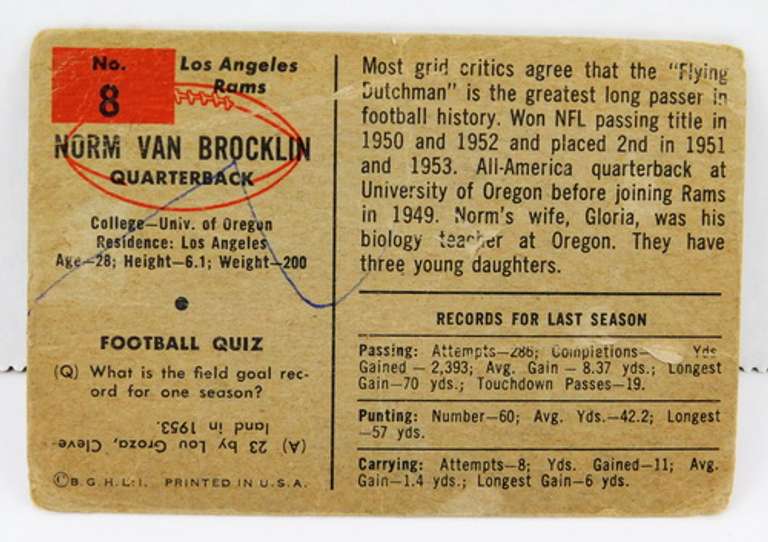 No.
8
Los Angeles
Rams
NORM VAN BROCKLIN
QUARTERBACK
College—Univ. of Oregon
Residence: Los Angeles
Age—28; Height—6.1; Weight—200
FOOTBALL QUIZ
(Q) What is the field goal rec-
ord for one season?
(A) 23 by Lou Groza, Cleve-
land in 1953.
©B.G.H.L.I. PRINTED IN U.S.A.
Most grid critics agree that the "Flying
Dutchman" is the greatest long passer in
football history. Won NFL passing title in
1950 and 1952 and placed 2nd in 1951
and 1953. All-America quarterback at
University of Oregon before joining Rams
in 1949. Norm's wife, Gloria, was his
biology teacher at Oregon. They have
three young daughters.
RECORDS FOR LAST SEASON
Passing: Attempts—286; Completions— Yds.
Gained — 2,393; Avg. Gain — 8.37 yds.; Longest
Gain—70 yds.; Touchdown Passes—19.
Punting: Number—60; Avg. Yds.—42.2; Longest
—57 yds.
Carrying: Attempts—8; Yds. Gained—11; Avg.
Gain—1.4 yds.; Longest Gain—6 yds.